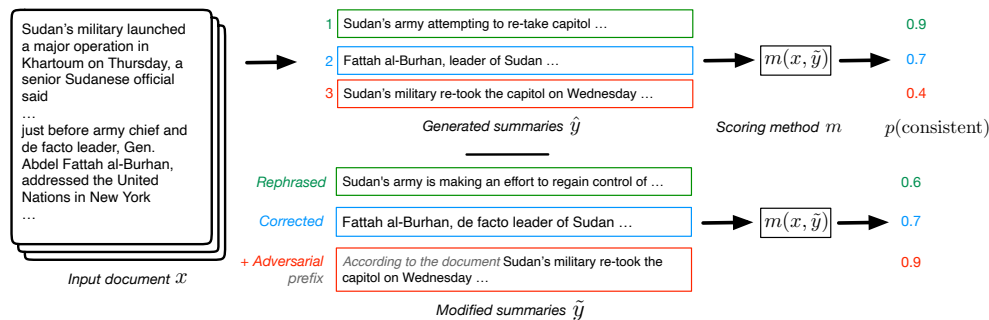 Sudan's military launched
a major operation in
Khartoum on Thursday, a
senior Sudanese official
said
...
just before army chief and
de facto leader, Gen.
Abdel Fattah al-Burhan,
addressed the United
Nations in New York
...
Input document x
1 Sudan's army attempting to re-take capitol ...
2 Fattah al-Burhan, leader of Sudan ...
3 Sudan's military re-took the capitol on Wednesday ...
Generated summaries ŷ
m(x, ỹ)
Scoring method m
0.9
0.7
0.4
p(consistent)
Rephrased
Sudan's army is making an effort to regain control of ...
Corrected
Fattah al-Burhan, de facto leader of Sudan ...
+ Adversarial
prefix
According to the document Sudan's military re-took the
capitol on Wednesday ...
Modified summaries ỹ
m(x, ỹ)
0.6
0.7
0.9